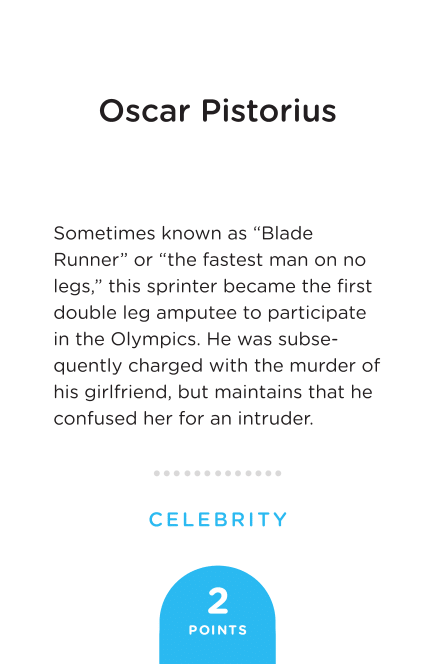 Oscar Pistorius
Sometimes known as “Blade
Runner” or “the fastest man on no
legs,” this sprinter became the first
double leg amputee to participate
in the Olympics. He was subse-
quently charged with the murder of
his girlfriend, but maintains that he
confused her for an intruder.
CELEBRITY
2
POINTS